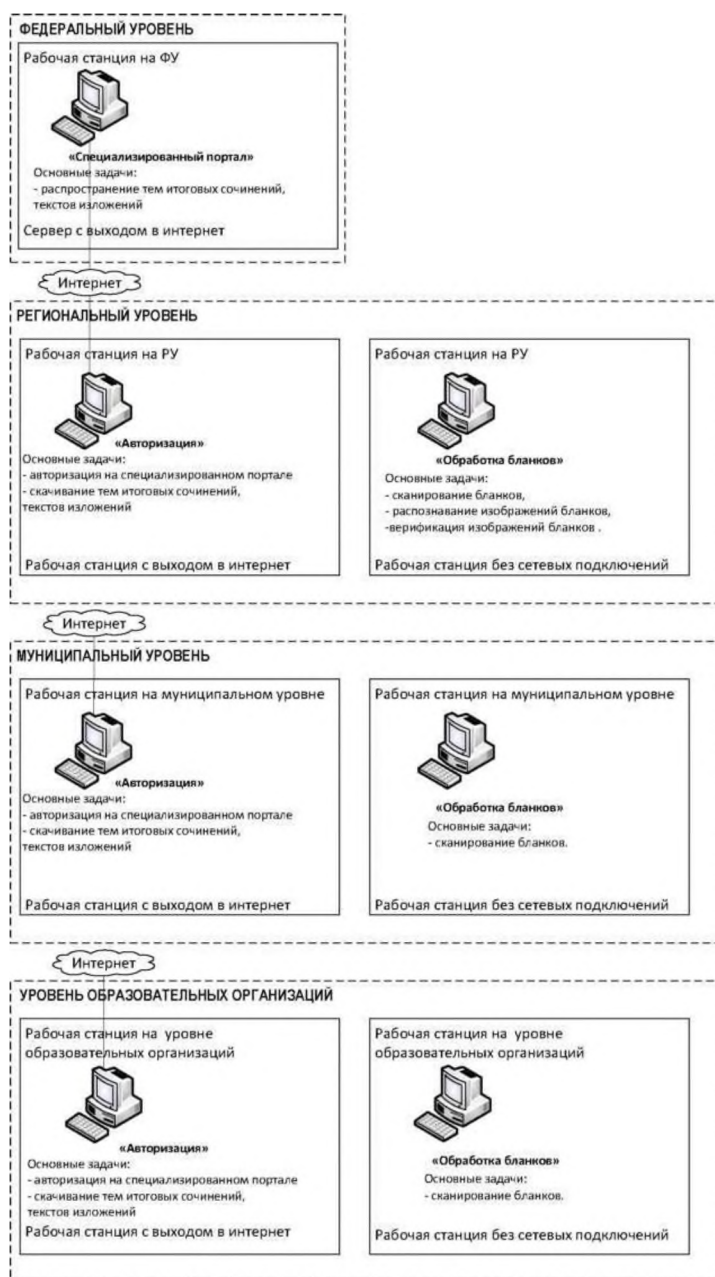 ФЕДЕРАЛЬНЫЙ УРОВЕНЬ
Рабочая станция на ФУ
«Специализированный портал»
Основные задачи:
- распространение тем итоговых сочинений,
текстов изложений
Сервер с выходом в интернет
Интернет
РЕГИОНАЛЬНЫЙ УРОВЕНЬ
Рабочая станция на РУ
«Авторизация»
Основные задачи:
- авторизация на специализированном портале
- скачивание тем итоговых сочинений,
текстов изложений
Рабочая станция с выходом в интернет
Рабочая станция на РУ
«Обработка бланков»
Основные задачи:
- сканирование бланков,
- распознавание изображений бланков,
-верификация изображений бланков .
Рабочая станция без сетевых подключений
Интернет
МУНИЦИПАЛЬНЫЙ УРОВЕНЬ
Рабочая станция на муниципальном уровне
«Авторизация»
Основные задачи:
- авторизация на специализированном портале
- скачивание тем итоговых сочинений,
текстов изложений
Рабочая станция с выходом в интернет
Рабочая станция на муниципальном уровне
«Обработка бланков»
Основные задачи:
- сканирование бланков.
Рабочая станция без сетевых подключений
Интернет
УРОВЕНЬ ОБРАЗОВАТЕЛЬНЫХ ОРГАНИЗАЦИЙ
Рабочая станция на уровне
образовательных организаций
«Авторизация»
Основные задачи:
- авторизация на специализированном портале
- скачивание тем итоговых сочинений,
текстов изложений
Рабочая станция с выходом в интернет
Рабочая станция на уровне
образовательных организаций
«Обработка бланков»
Основные задачи:
- сканирование бланков.
Рабочая станция без сетевых подключений